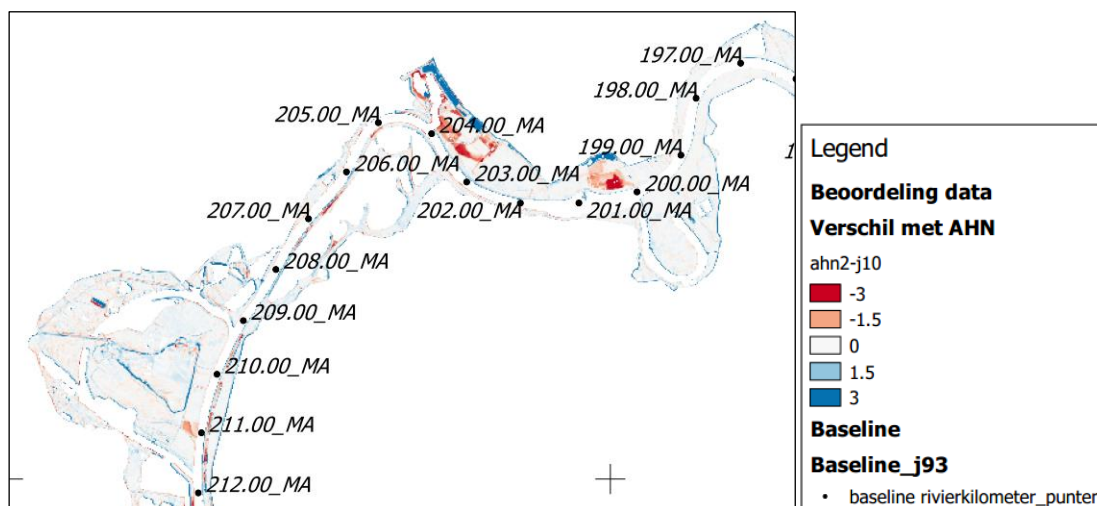 197.00_MA
198.00_MA
205.00_MA
204.00_MA
199.00_MA
206.00_MA
203.00_MA
200.00_MA
207.00_MA
202.00_MA
201.00_MA
208.00_MA
209.00_MA
210.00_MA
211.00_MA
212.00_MA
1
Legend
Beoordeling data
Verschil met AHN
ahn2-j10
-3
-1.5
0
1.5
3
Baseline
Baseline_j93
baseline rivierkilometer_punten